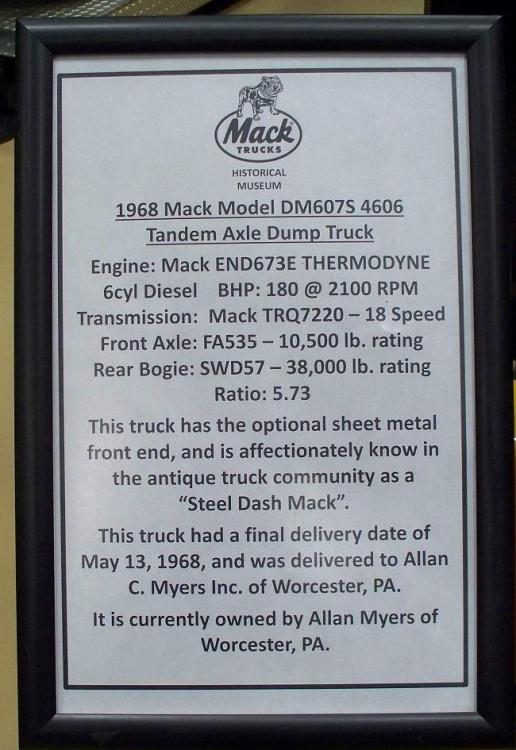 Mack
TRUCKS
HISTORICAL
MUSEUM
1968 Mack Model DM607S 4606
Tandem Axle Dump Truck
Engine: Mack END673E THERMODYNE
6cyl Diesel BHP: 180 @ 2100 RPM
Transmission: Mack TRQ7220 – 18 Speed
Front Axle: FA535 – 10,500 lb. rating
Rear Bogie: SWD57 – 38,000 lb. rating
Ratio: 5.73
This truck has the optional sheet metal
front end, and is affectionately know in
the antique truck community as a
“Steel Dash Mack”.
This truck had a final delivery date of
May 13, 1968, and was delivered to Allan
C. Myers Inc. of Worcester, PA.
It is currently owned by Allan Myers of
Worcester, PA.